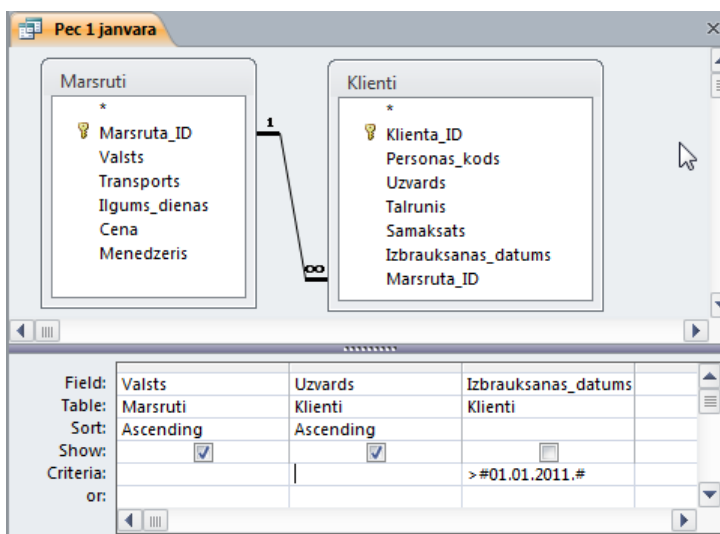 Pec 1 janvara
Marsruti
*
Marsruta_ID
Valsts
Transports
Ilgums_dienas
Cena
Menedzeris
1
∞
Klienti
*
Klienta_ID
Personas_kods
Uzvards
Talrunis
Samaksats
Izbrauksanas_datums
Marsruta_ID
Field: Valsts Uzvards Izbrauksanas_datums
Table: Marsruti Klienti Klienti
Sort: Ascending Ascending
Show:
Criteria: >#01.01.2011.#
or: